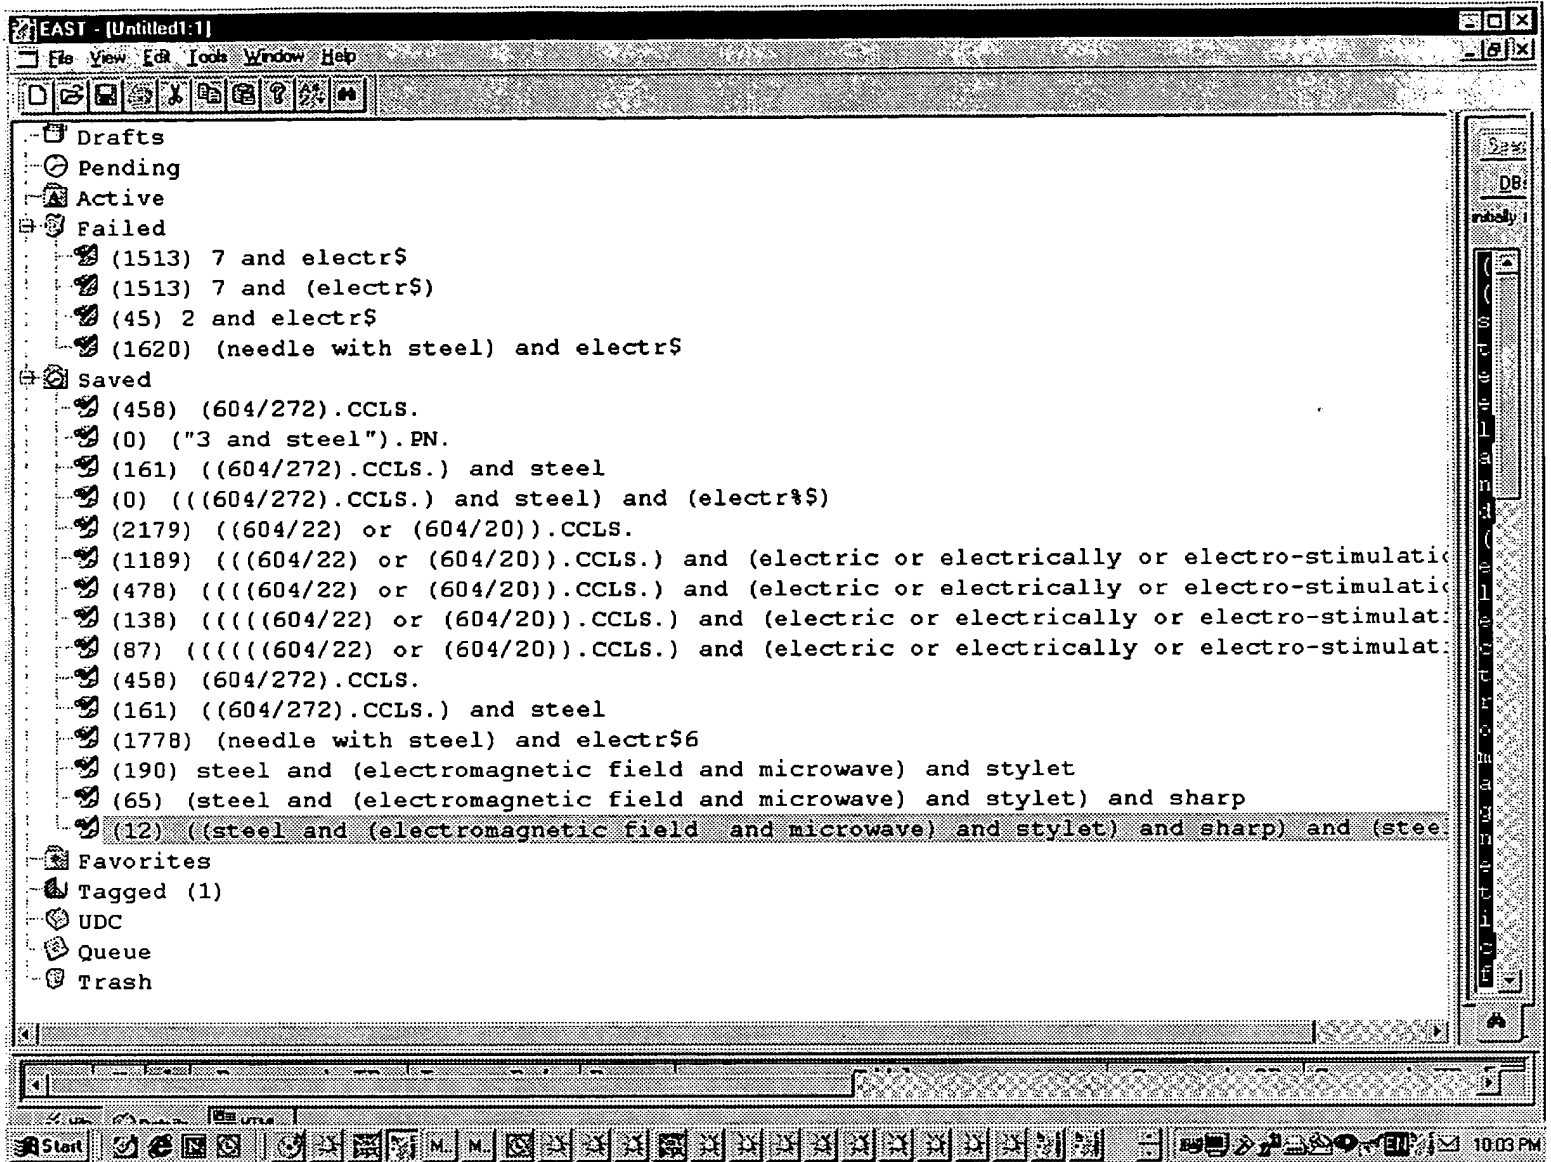 EAST - [Untitled1:1]
File View Edit Tools Window Help
Drafts
Pending
Active
Failed
(1513) 7 and electr$
(1513) 7 and (electr$)
(45) 2 and electr$
(1620) (needle with steel) and electr$
Saved
(458) (604/272).CCLS.
(0) ("3 and steel").PN.
(161) ((604/272).CCLS.) and steel
(0) (((604/272).CCLS.) and steel) and (electr%$)
(2179) ((604/22) or (604/20)).CCLS.
(1189) (((604/22) or (604/20)).CCLS.) and (electric or electrically or electro-stimulatic
(478) ((((604/22) or (604/20)).CCLS.) and (electric or electrically or electro-stimulatic
(138) (((((604/22) or (604/20)).CCLS.) and (electric or electrically or electro-stimulat
(87) ((((((604/22) or (604/20)).CCLS.) and (electric or electrically or electro-stimulat
(458) (604/272).CCLS.
(161) ((604/272).CCLS.) and steel
(1778) (needle with steel) and electr$6
(190) steel and (electromagnetic field and microwave) and stylet
(65) (steel and (electromagnetic field and microwave) and stylet) and sharp
(12) ((steel and (electromagnetic field and microwave) and stylet) and sharp) and (stee
Favorites
Tagged (1)
UDC
Queue
Trash
DB
initially
Start
M..
M..
10:03 PM